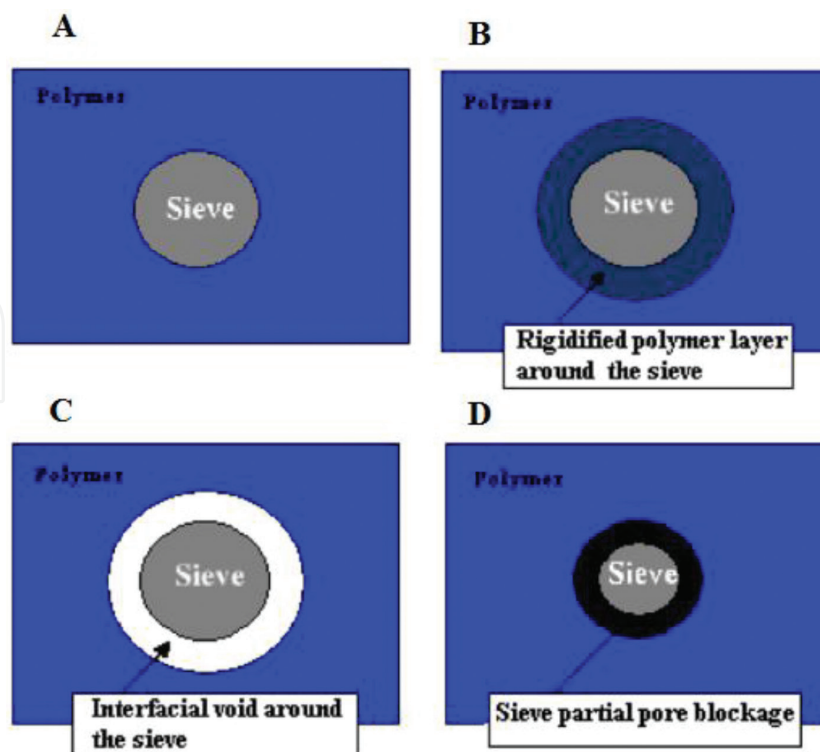 A
Polymer
Sieve
B
Polymer
Sieve
Rigidified polymer layer
around the sieve
C
Polymer
Sieve
Interfacial void around
the sieve
D
Polymer
Sieve
Sieve partial pore blockage